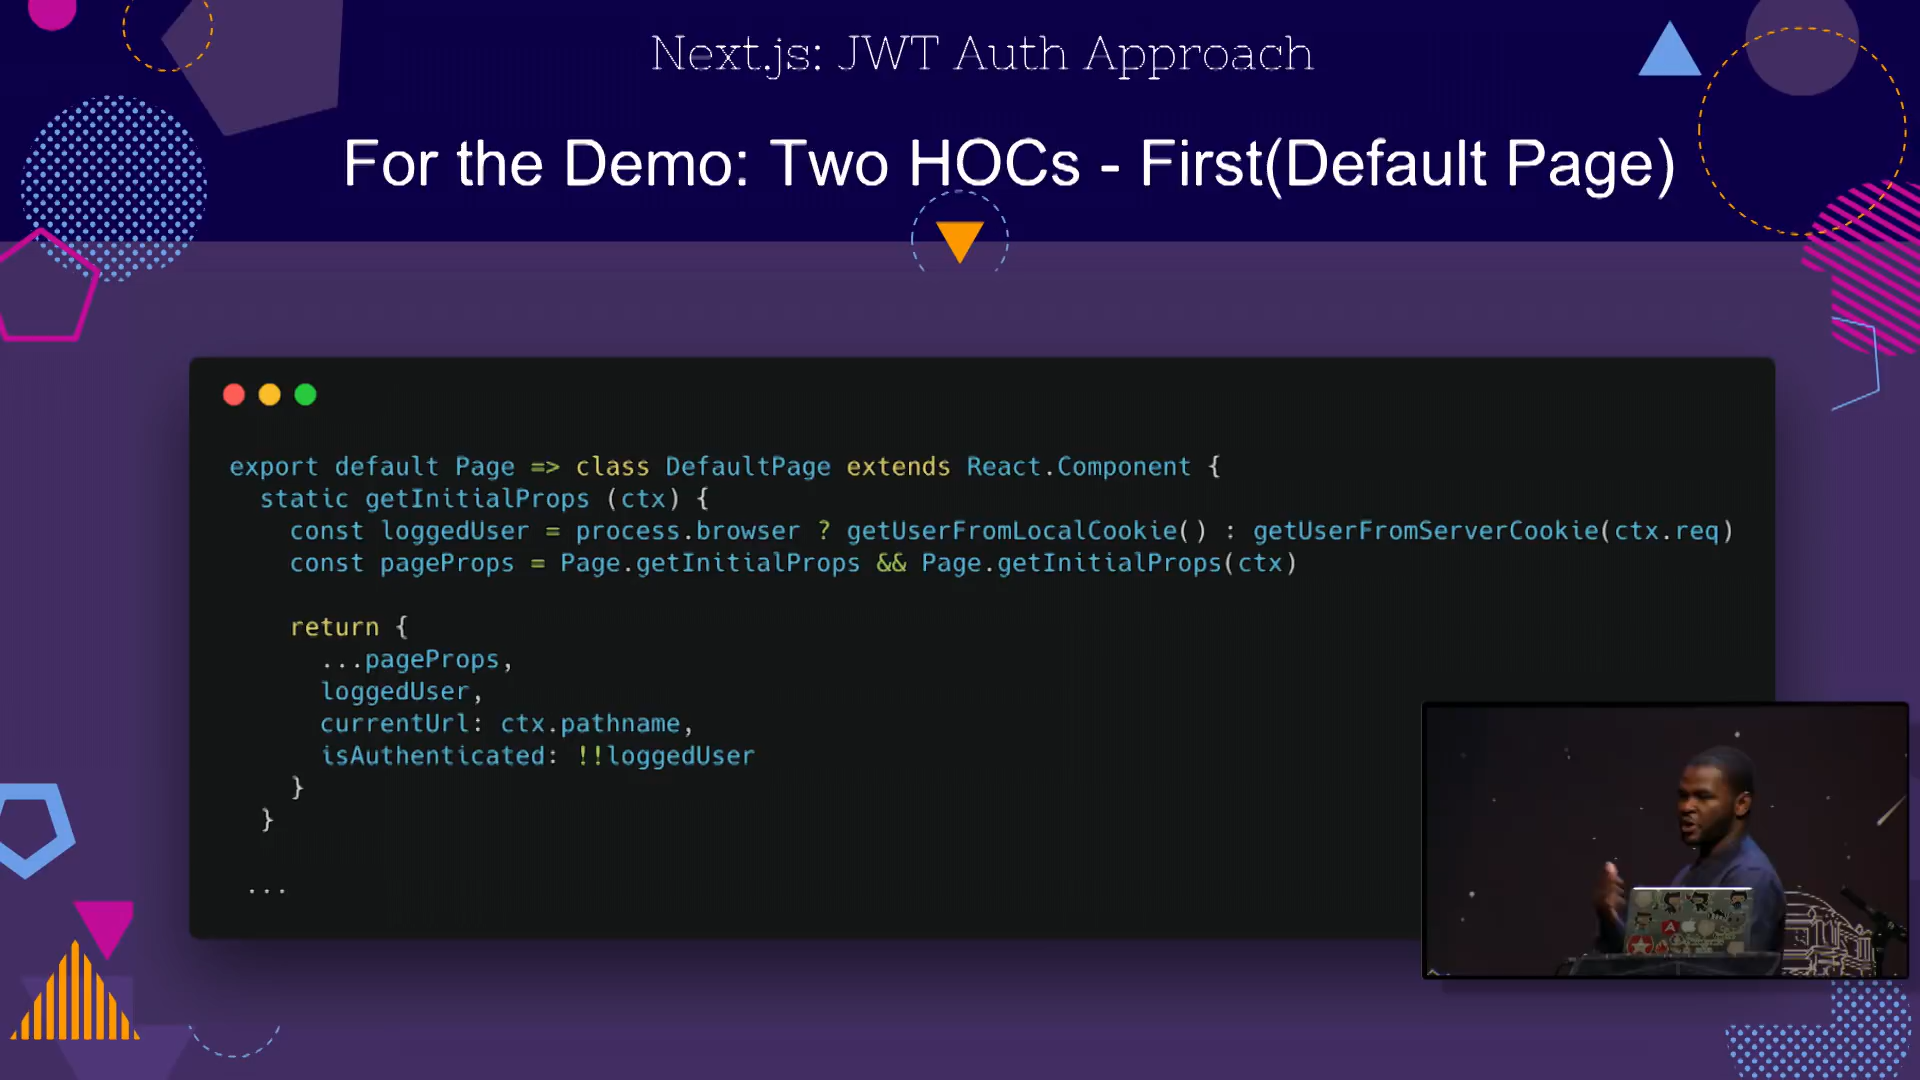 Next.js: JWT Auth Approach
For the Demo: Two HOCs - First(Default Page)
export default Page => class DefaultPage extends React.Component {
  static getInitialProps (ctx) {
    const loggedUser = process.browser ? getUserFromLocalCookie() : getUserFromServerCookie(ctx.req)
    const pageProps = Page.getInitialProps && Page.getInitialProps(ctx)
    return {
      ...pageProps,
      loggedUser,
      currentUrl: ctx.pathname,
      isAuthenticated: !!loggedUser
    }
  }
 ...